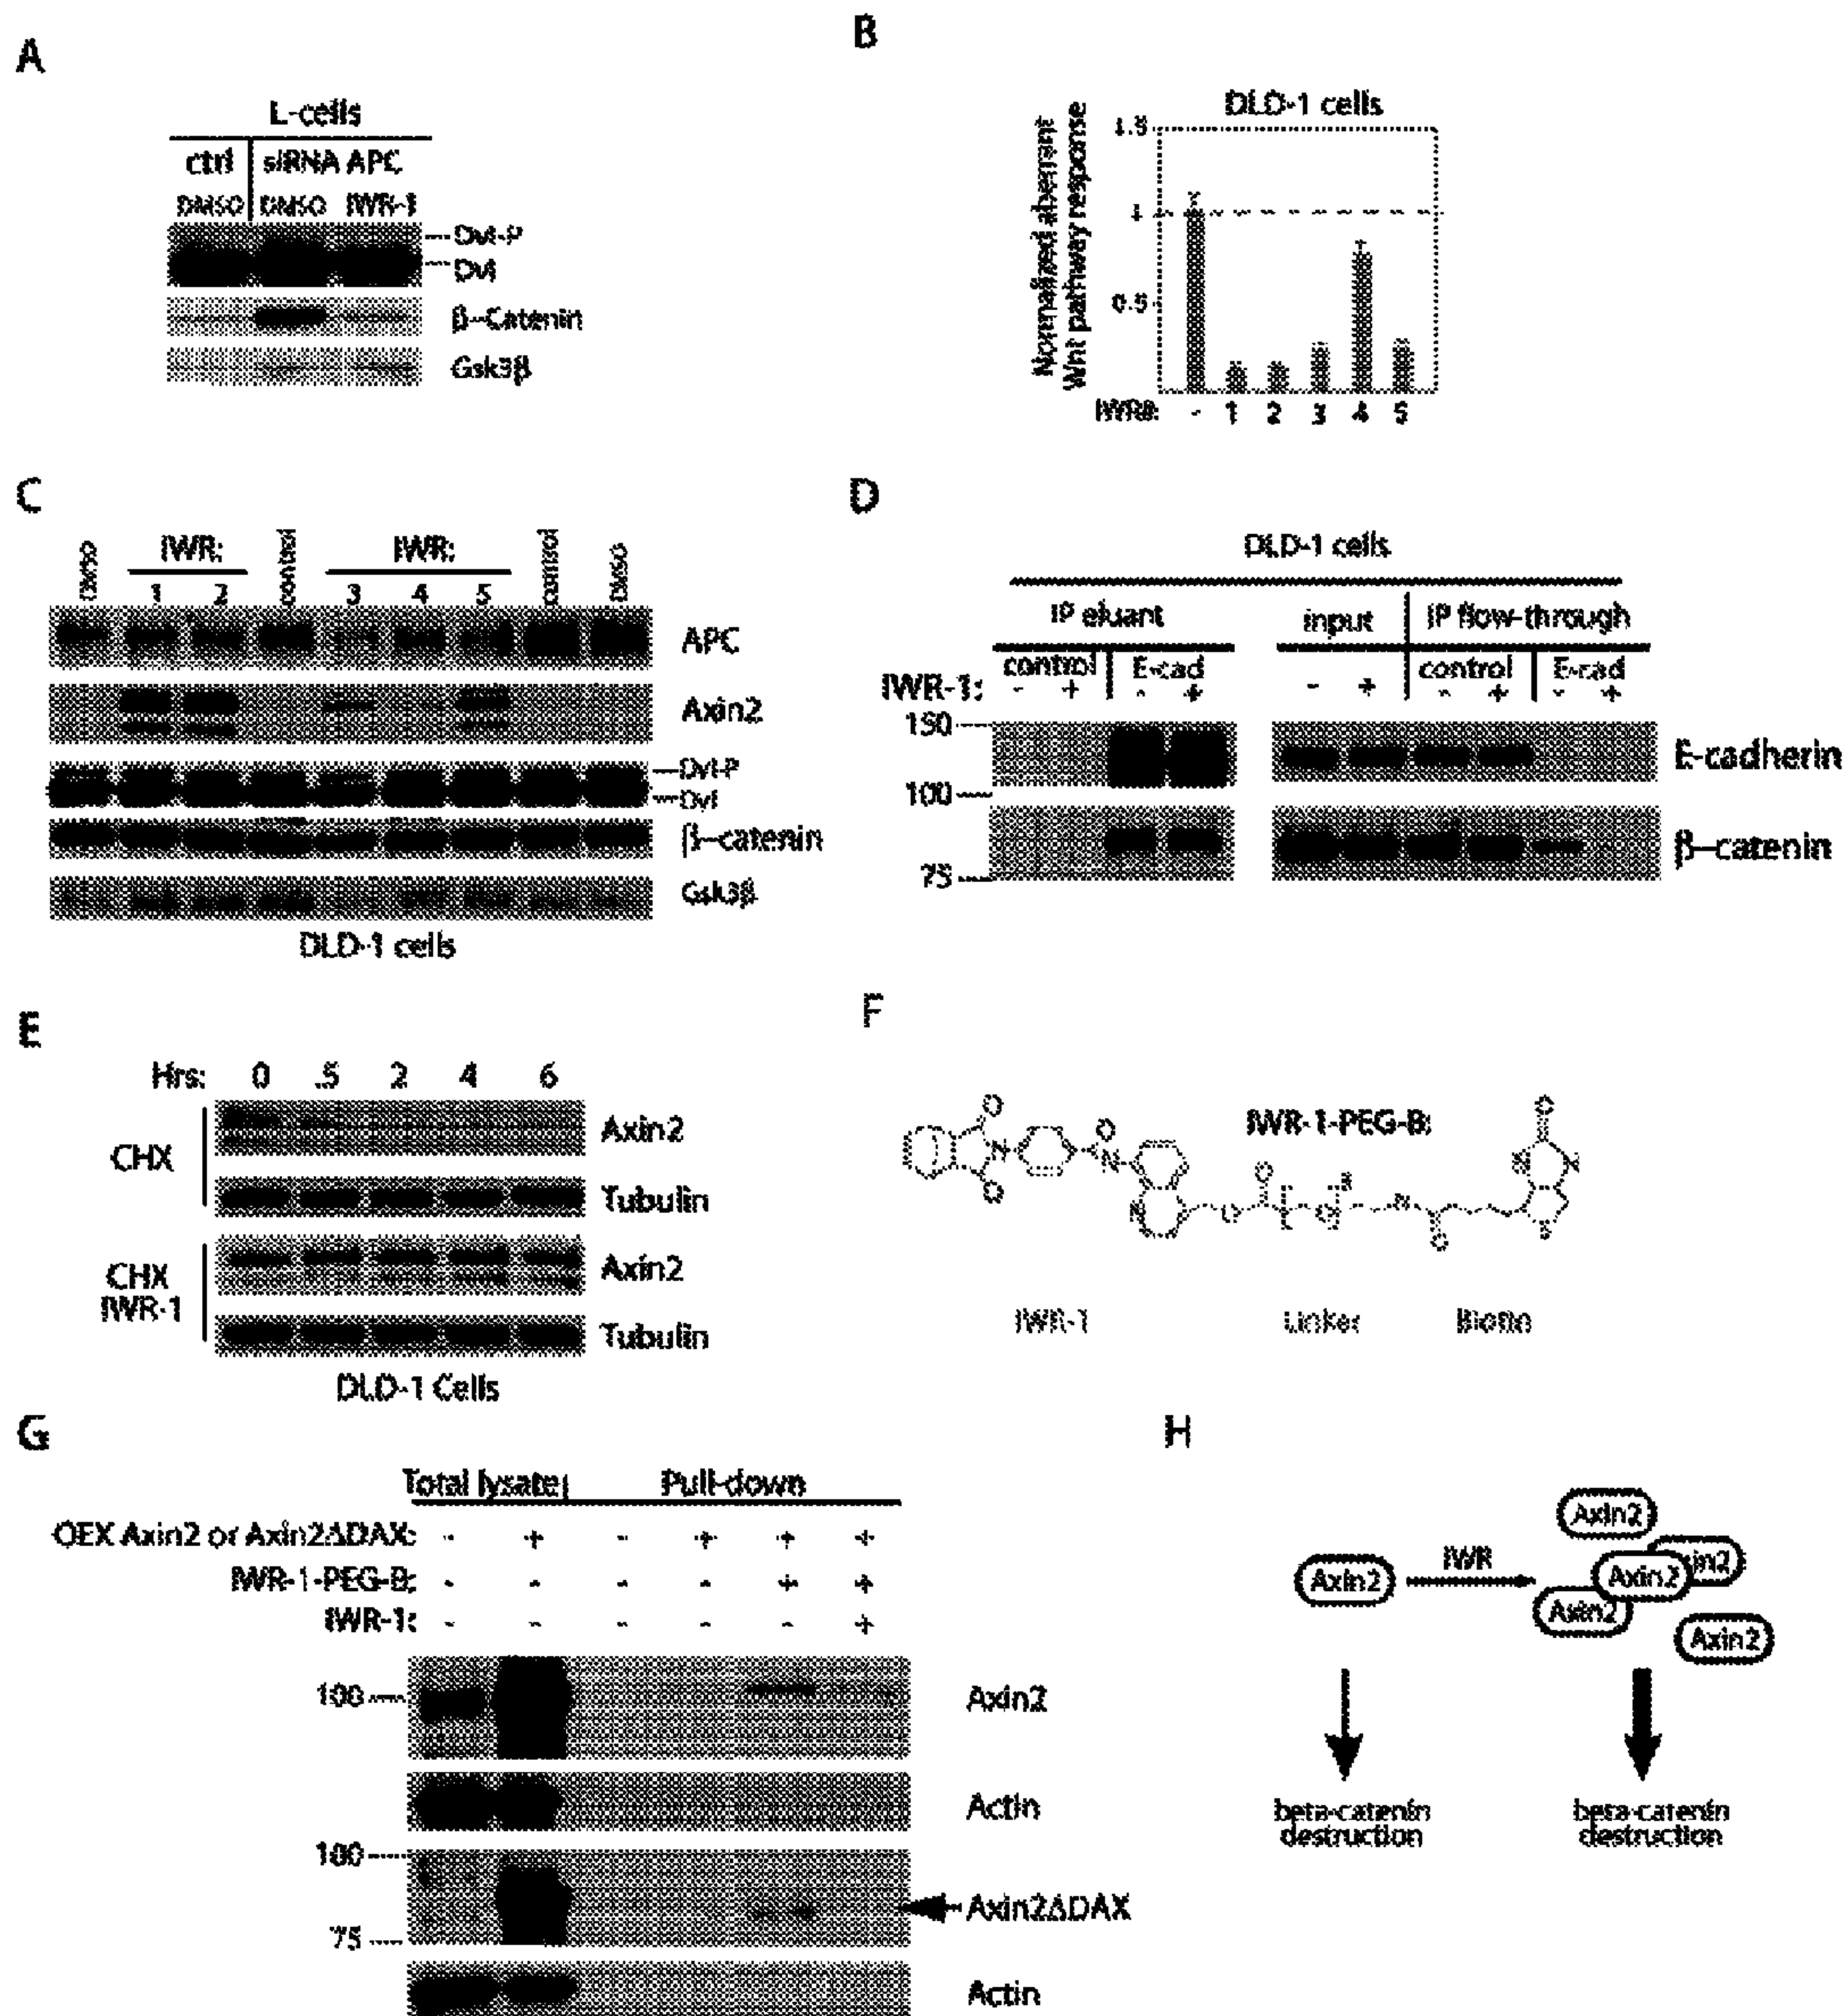 A
L-cells
ctrl siRNA APC
DMSO DMSO IWR-1
Dvl-P
Dvl
β-Catenin
Gsk3β
B
DLD-1 cells
Normalized aberrant
Wnt pathway response
1.5
1
0.5
IWR#: - 1 2 3 4 5
C
DMSO IWR: control IWR: control DMSO
1 2 3 4 5
APC
Axin2
Dvl-P
Dvl
β-catenin
Gsk3β
DLD-1 cells
D
DLD-1 cells
IP eluant input IP flow-through
control E-cad control E-cad
IWR-1: - + - + - + - + - +
150
100
75
E-cadherin
β-catenin
E
Hrs: 0 .5 2 4 6
CHX
Axin2
Tubulin
CHX
IWR-1
Axin2
Tubulin
DLD-1 Cells
F
IWR-1-PEG-B:
O O N O N N O O O N O N N O S
IWR-1 Linker Biotin
G
Total lysate Pull-down
OEX Axin2 or Axin2ΔDAX: - + - + + +
IWR-1-PEG-B: - - - - + +
IWR-1: - - - - - +
100
Axin2
Actin
100
Axin2ΔDAX
75
Actin
H
Axin2 IWR Axin2 Axin2 Axin2 Axin2 Axin2
beta-catenin
destruction
beta-catenin
destruction